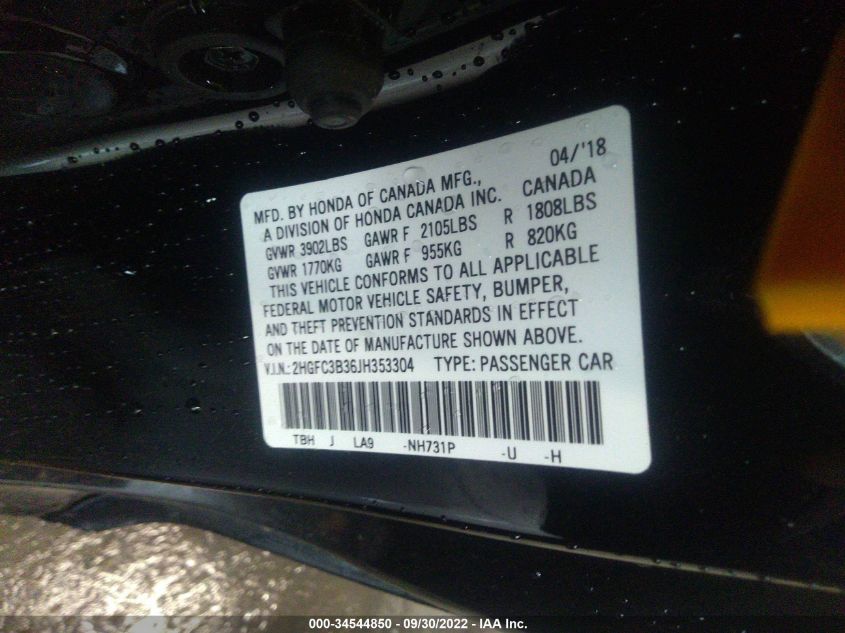 04/'18
MFD. BY HONDA OF CANADA MFG.,
A DIVISION OF HONDA CANADA INC. CANADA
GVWR 3902LBS GAWR F 2105LBS R 1808LBS
GVWR 1770KG GAWR F 955KG R 820KG
THIS VEHICLE CONFORMS TO ALL APPLICABLE
FEDERAL MOTOR VEHICLE SAFETY, BUMPER,
AND THEFT PREVENTION STANDARDS IN EFFECT
ON THE DATE OF MANUFACTURE SHOWN ABOVE.
V.I.N.: 2HGFC3B36JH353304 TYPE: PASSENGER CAR
TBH J LA9 -NH731P -U -H
000-34544850 - 09/30/2022 - IAA Inc.